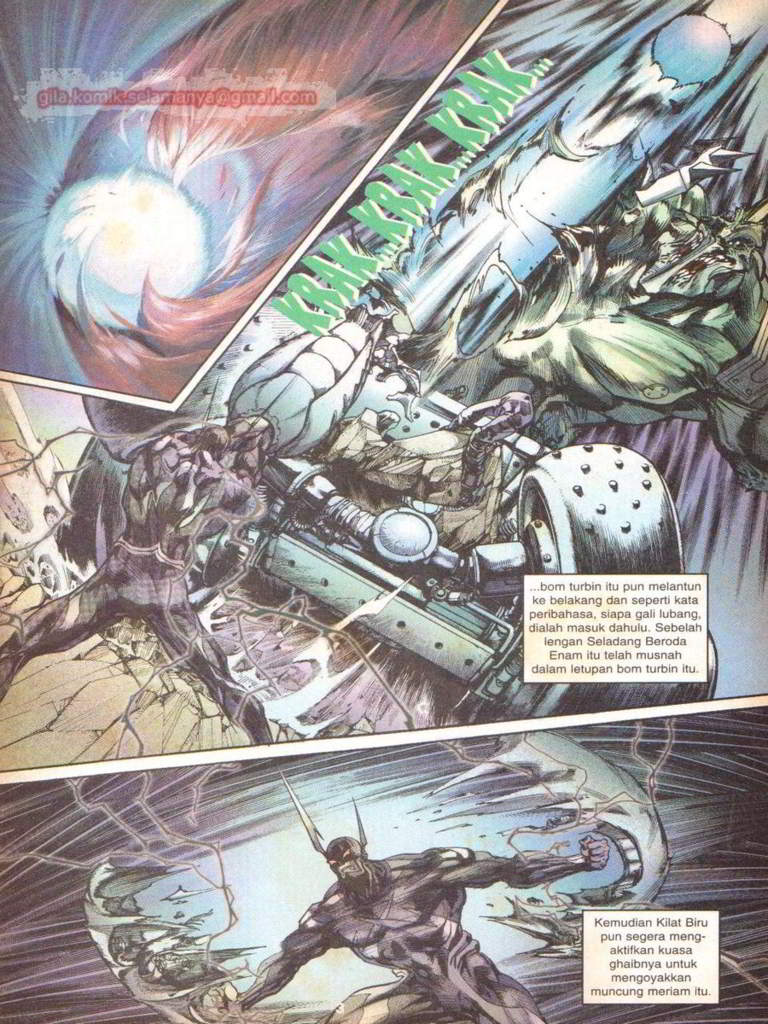 gila.komik.selamanya@gmail.com
KRAK...KRAK...KRAK...KRAK...
...bom turbin itu pun melantun
ke belakang dan seperti kata
peribahasa, siapa gali lubang,
dialah masuk dahulu. Sebelah
lengan Seladang Beroda
Enam itu telah musnah
dalam letupan bom turbin itu.
Kemudian Kilat Biru
pun segera meng-
aktifkan kuasa
ghaibnya untuk
mengoyakkan
muncung meriam itu.
3